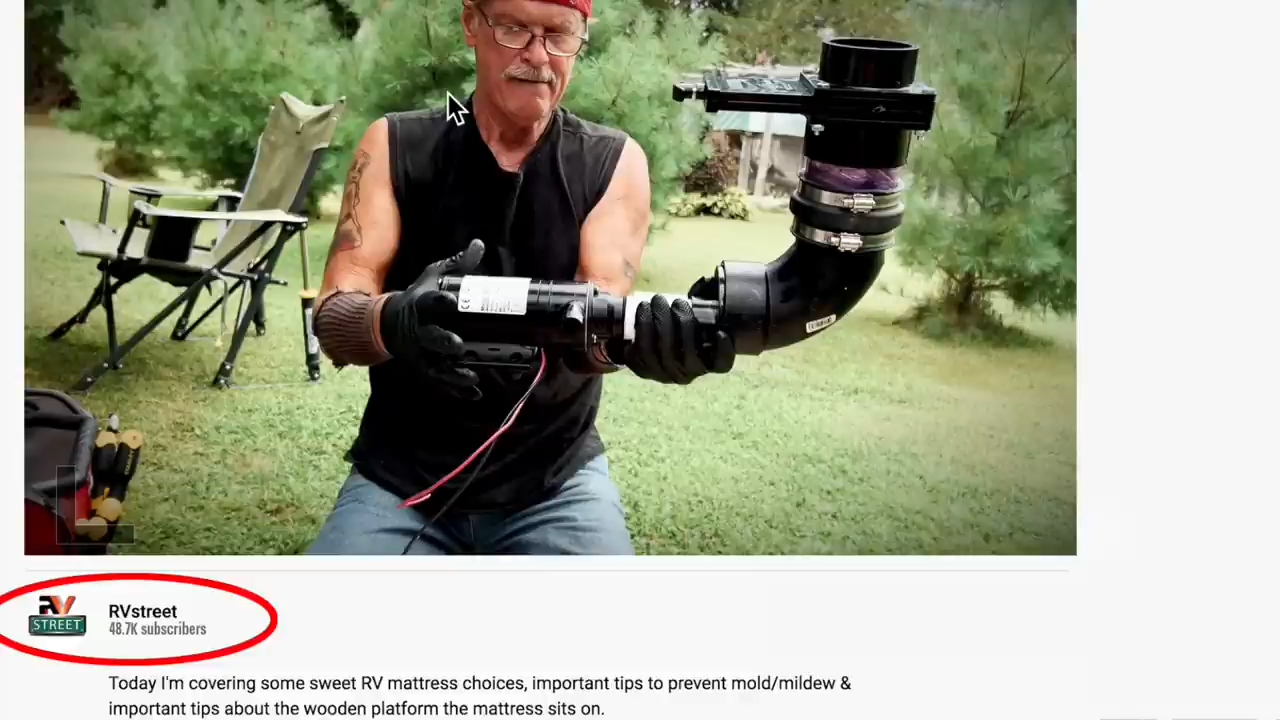 RV
STREET
RVstreet
48.7K subscribers
Today I'm covering some sweet RV mattress choices, important tips to prevent mold/mildew &
important tips about the wooden platform the mattress sits on.